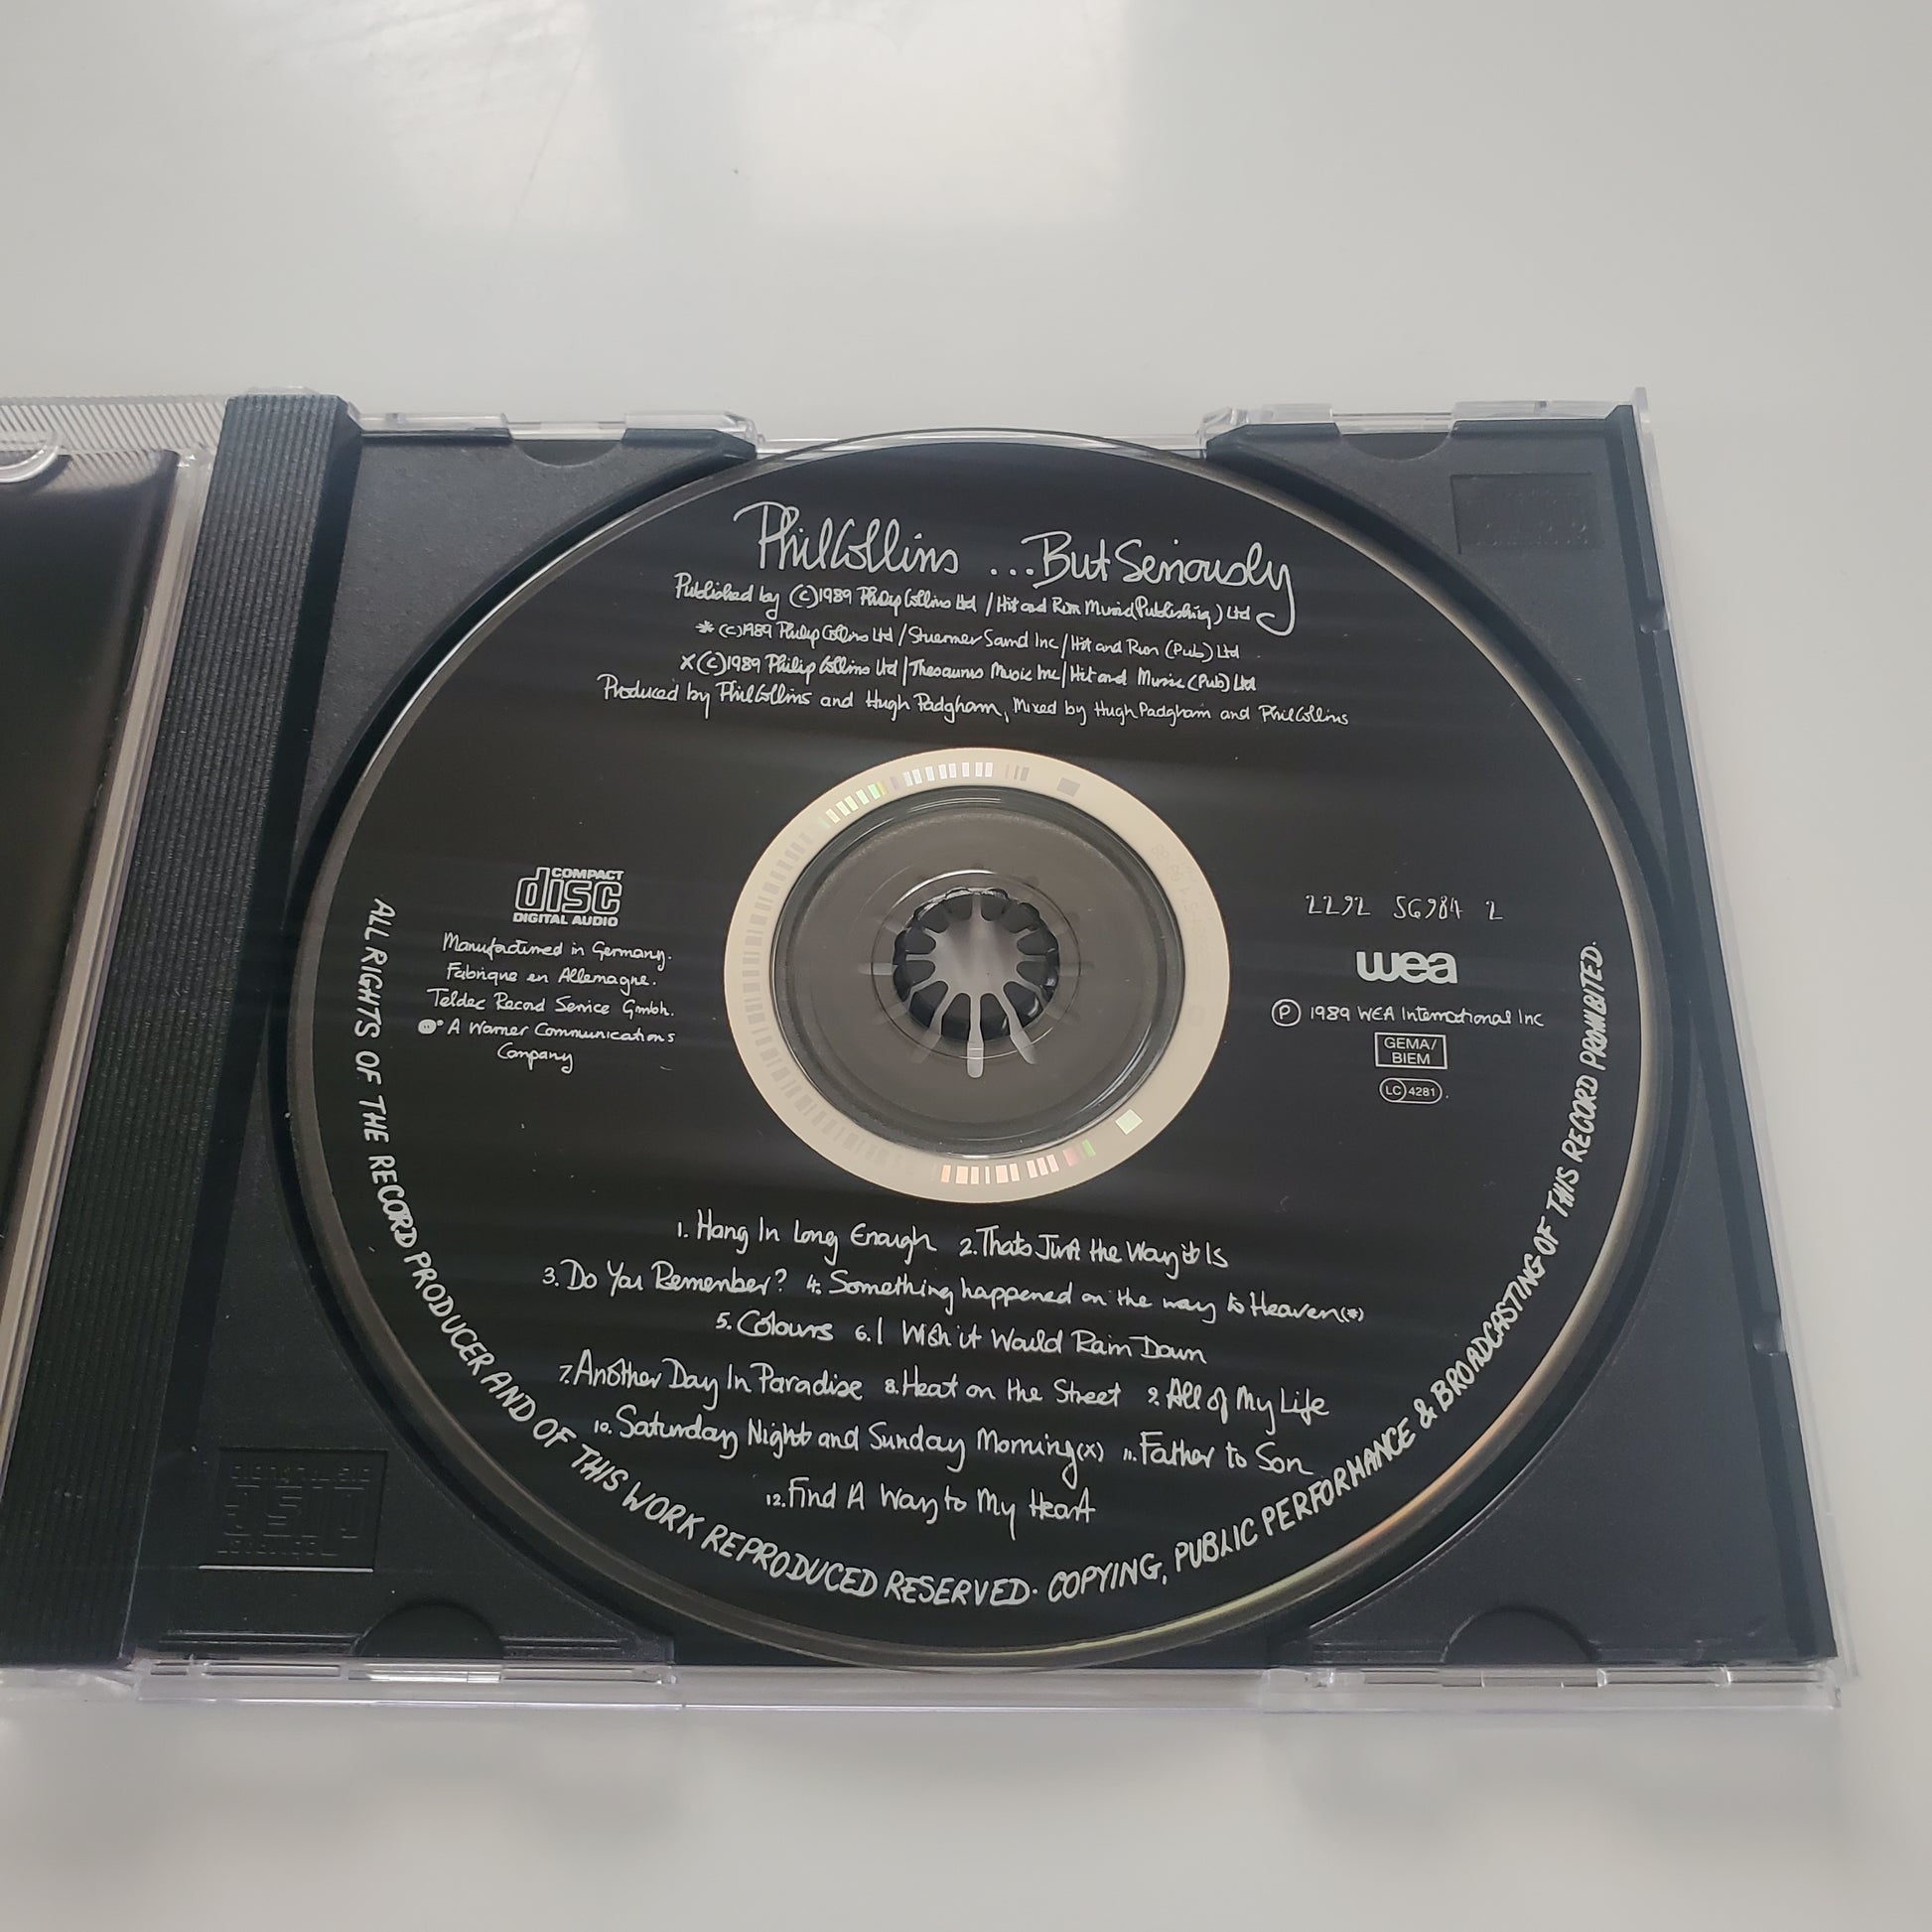 Phil Collins ...But Seriously
Published by (C) 1989 Philip Collins Ltd / Hit and Run Music (Publishing) Ltd
* (C) 1989 Philip Collins Ltd / Stuermer Sound Inc / Hit and Run (Pub) Ltd
X (C) 1989 Philip Collins Ltd / Thesaurus Music Inc / Hit and Music (Pub) Ltd
Produced by Phil Collins and Hugh Padgham, Mixed by Hugh Padgham and Phil Collins
COMPACT
disc
DIGITAL AUDIO
Manufactured in Germany.
Fabrique en Allemagne.
Teldec Record Service Gmbh.
A Warner Communications
Company
2292 56984 2
wea
℗ 1989 WEA International Inc
GEMA/
BIEM
LC 4281
1. Hang In Long Enough 2. Thats Just the Way it Is
3. Do You Remember? 4. Something happened on the way to Heaven (*)
5. Colours 6. I Wish it Would Rain Down
7. Another Day In Paradise 8. Heat on the Street 9. All of My Life
10. Saturday Night and Sunday Morning (x) 11. Father to Son
12. Find A Way to My Heart
ALL RIGHTS OF THE RECORD PRODUCER AND OF THIS WORK REPRODUCED RESERVED. COPYING, PUBLIC PERFORMANCE & BROADCASTING OF THIS RECORD PROHIBITED.